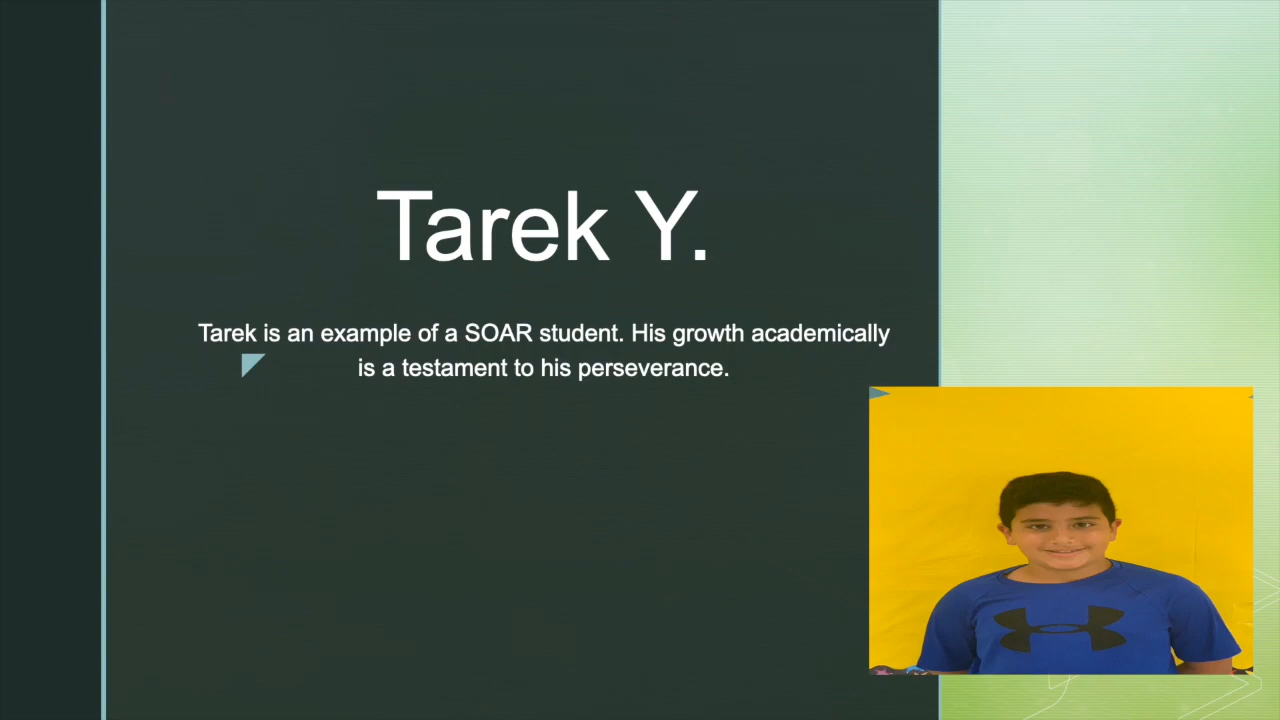 Tarek Y.
Tarek is an example of a SOAR student. His growth academically
is a testament to his perseverance.